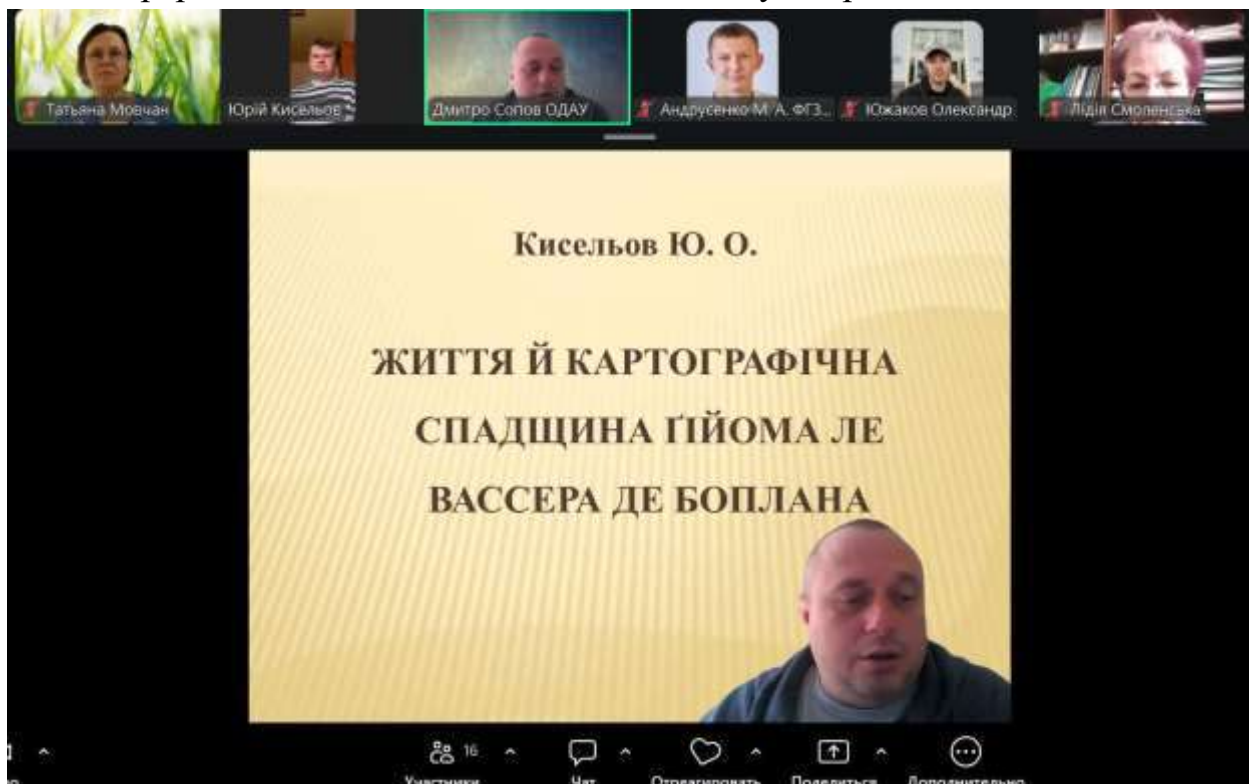 Татьяна Мовчан
Юрій Кисельов
Дмитро Сопов ОДАУ
Андрусенко М. А. ФГЗ...
Южаков Олександр
Лідія Смоленська
Кисельов Ю. О.
ЖИТТЯ Й КАРТОГРАФІЧНА
СПАДЩИНА ҐІЙОМА ЛЕ
ВАССЕРА ДЕ БОПЛАНА
16
Участники
Чат
Отреагировать
Поделиться
Дополнительно